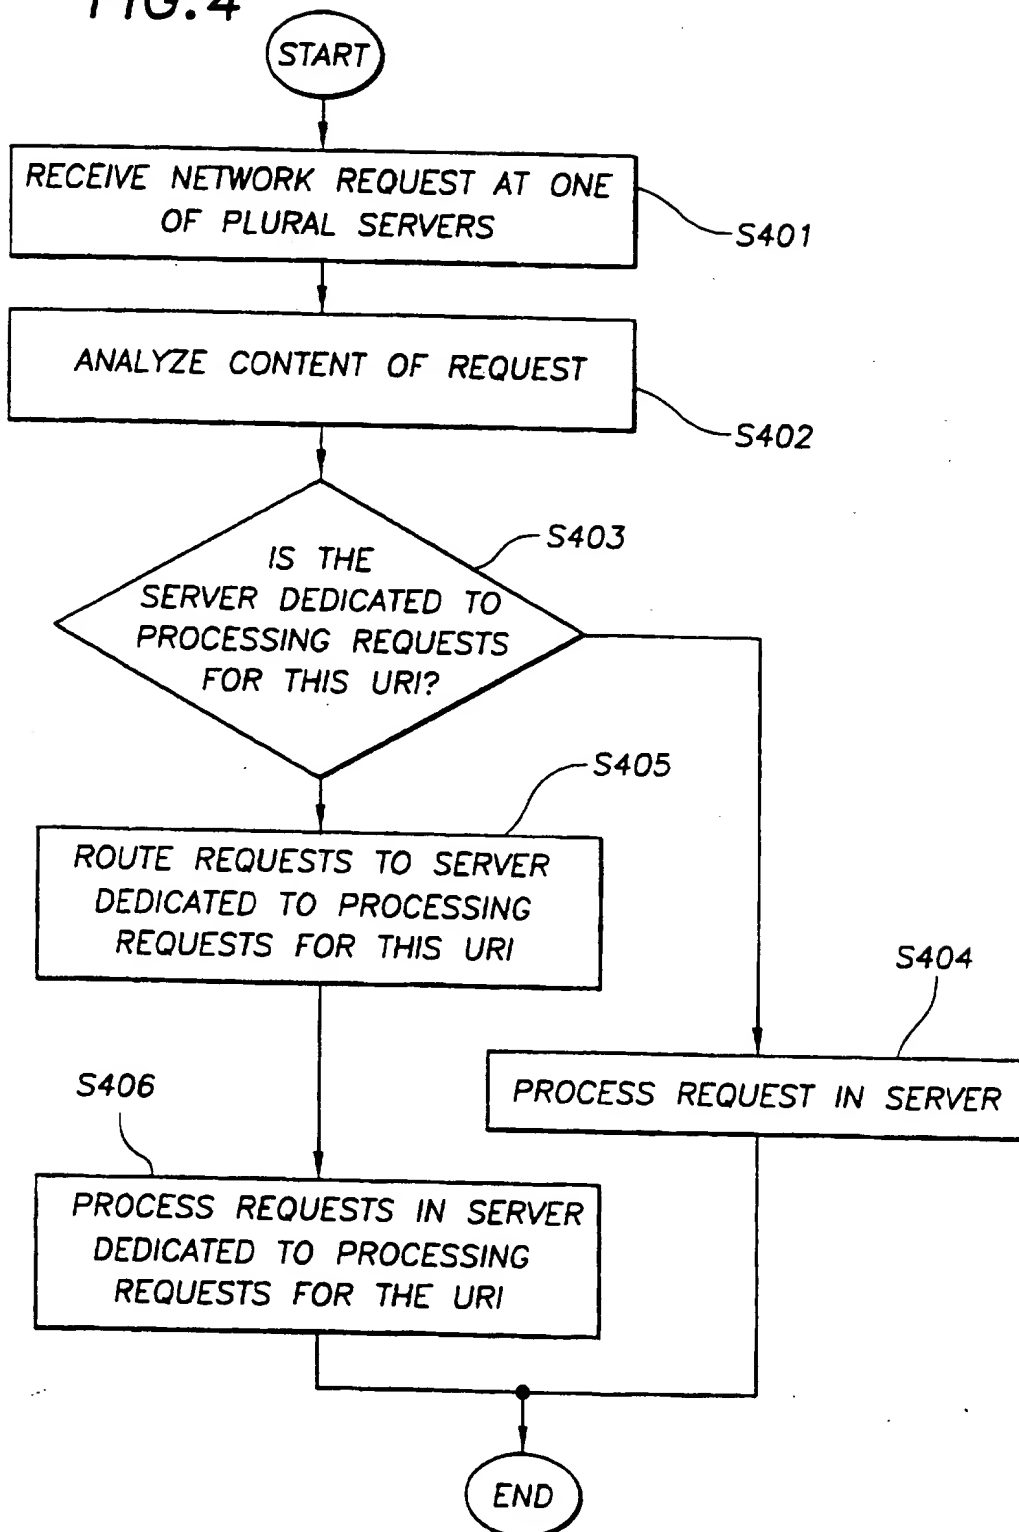 FIG.4
START
RECEIVE NETWORK REQUEST AT ONE
OF PLURAL SERVERS
S401
ANALYZE CONTENT OF REQUEST
S402
IS THE
SERVER DEDICATED TO
PROCESSING REQUESTS
FOR THIS URI?
S403
S405
ROUTE REQUESTS TO SERVER
DEDICATED TO PROCESSING
REQUESTS FOR THIS URI
S404
PROCESS REQUEST IN SERVER
S406
PROCESS REQUESTS IN SERVER
DEDICATED TO PROCESSING
REQUESTS FOR THE URI
END